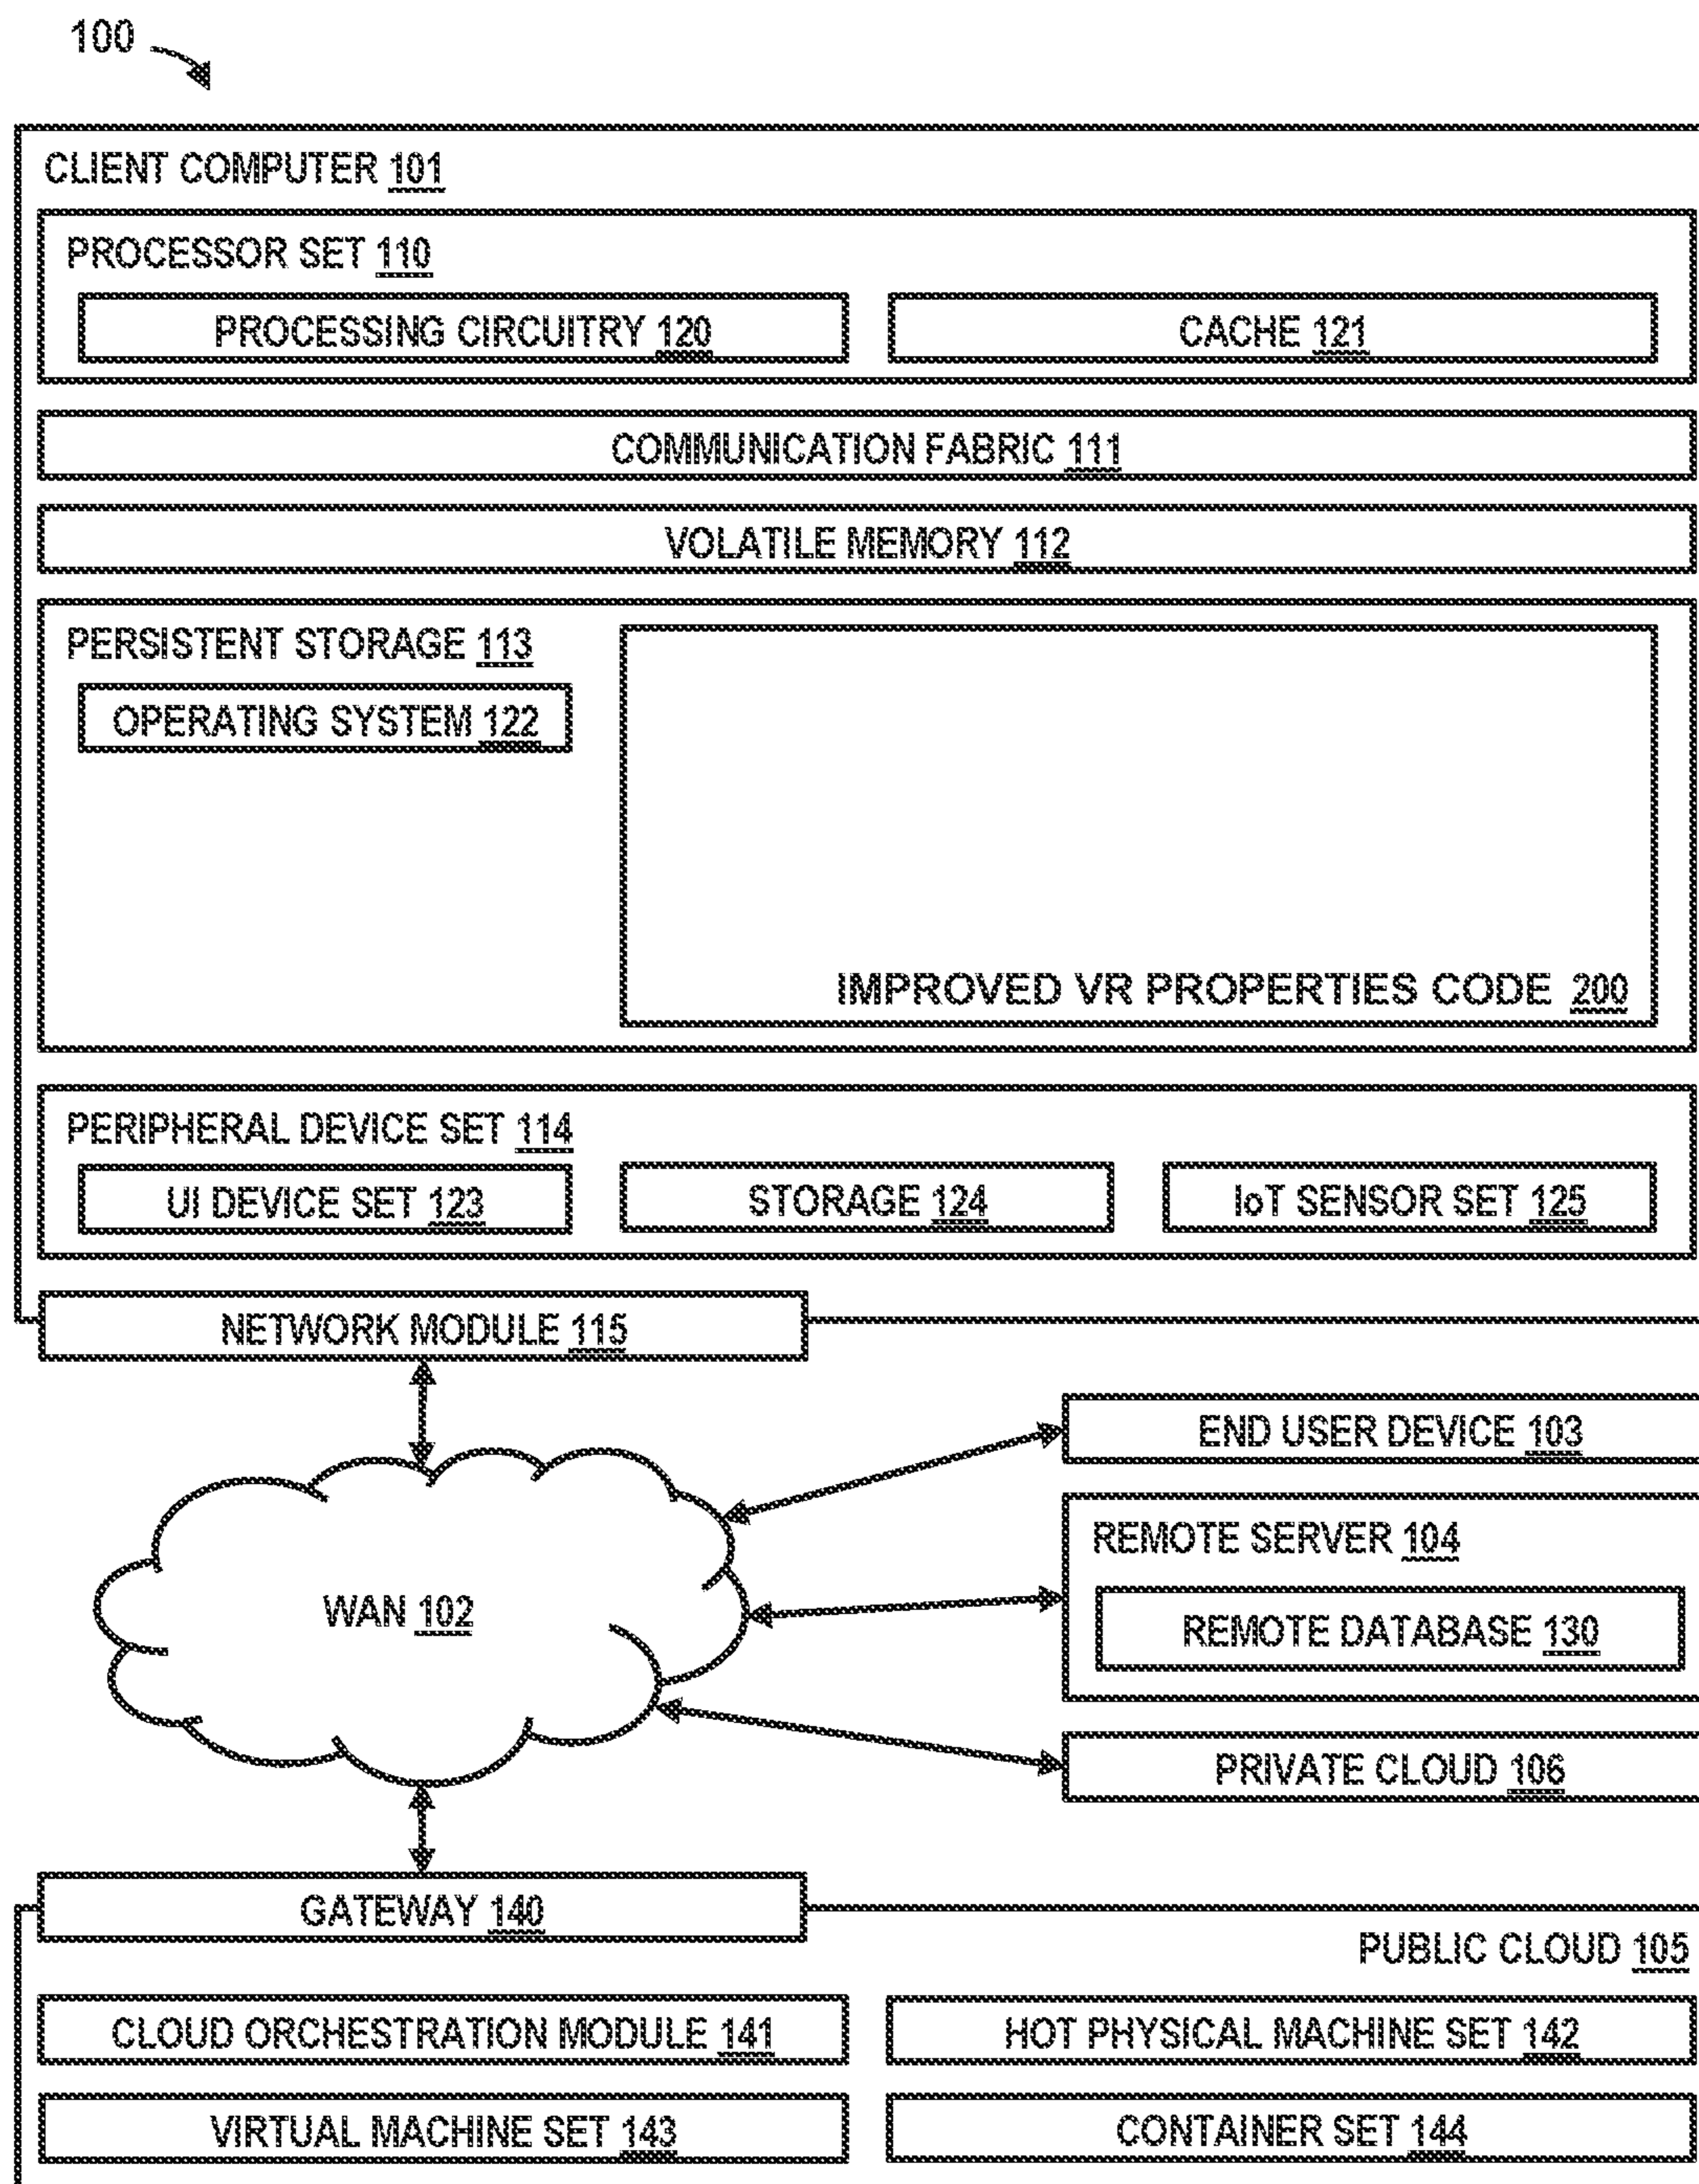 100
CLIENT COMPUTER 101
PROCESSOR SET 110
PROCESSING CIRCUITRY 120
CACHE 121
COMMUNICATION FABRIC 111
VOLATILE MEMORY 112
PERSISTENT STORAGE 113
OPERATING SYSTEM 122
IMPROVED VR PROPERTIES CODE 200
PERIPHERAL DEVICE SET 114
UI DEVICE SET 123
STORAGE 124
IoT SENSOR SET 125
NETWORK MODULE 115
END USER DEVICE 103
REMOTE SERVER 104
WAN 102
REMOTE DATABASE 130
PRIVATE CLOUD 106
GATEWAY 140
PUBLIC CLOUD 105
CLOUD ORCHESTRATION MODULE 141
HOT PHYSICAL MACHINE SET 142
VIRTUAL MACHINE SET 143
CONTAINER SET 144